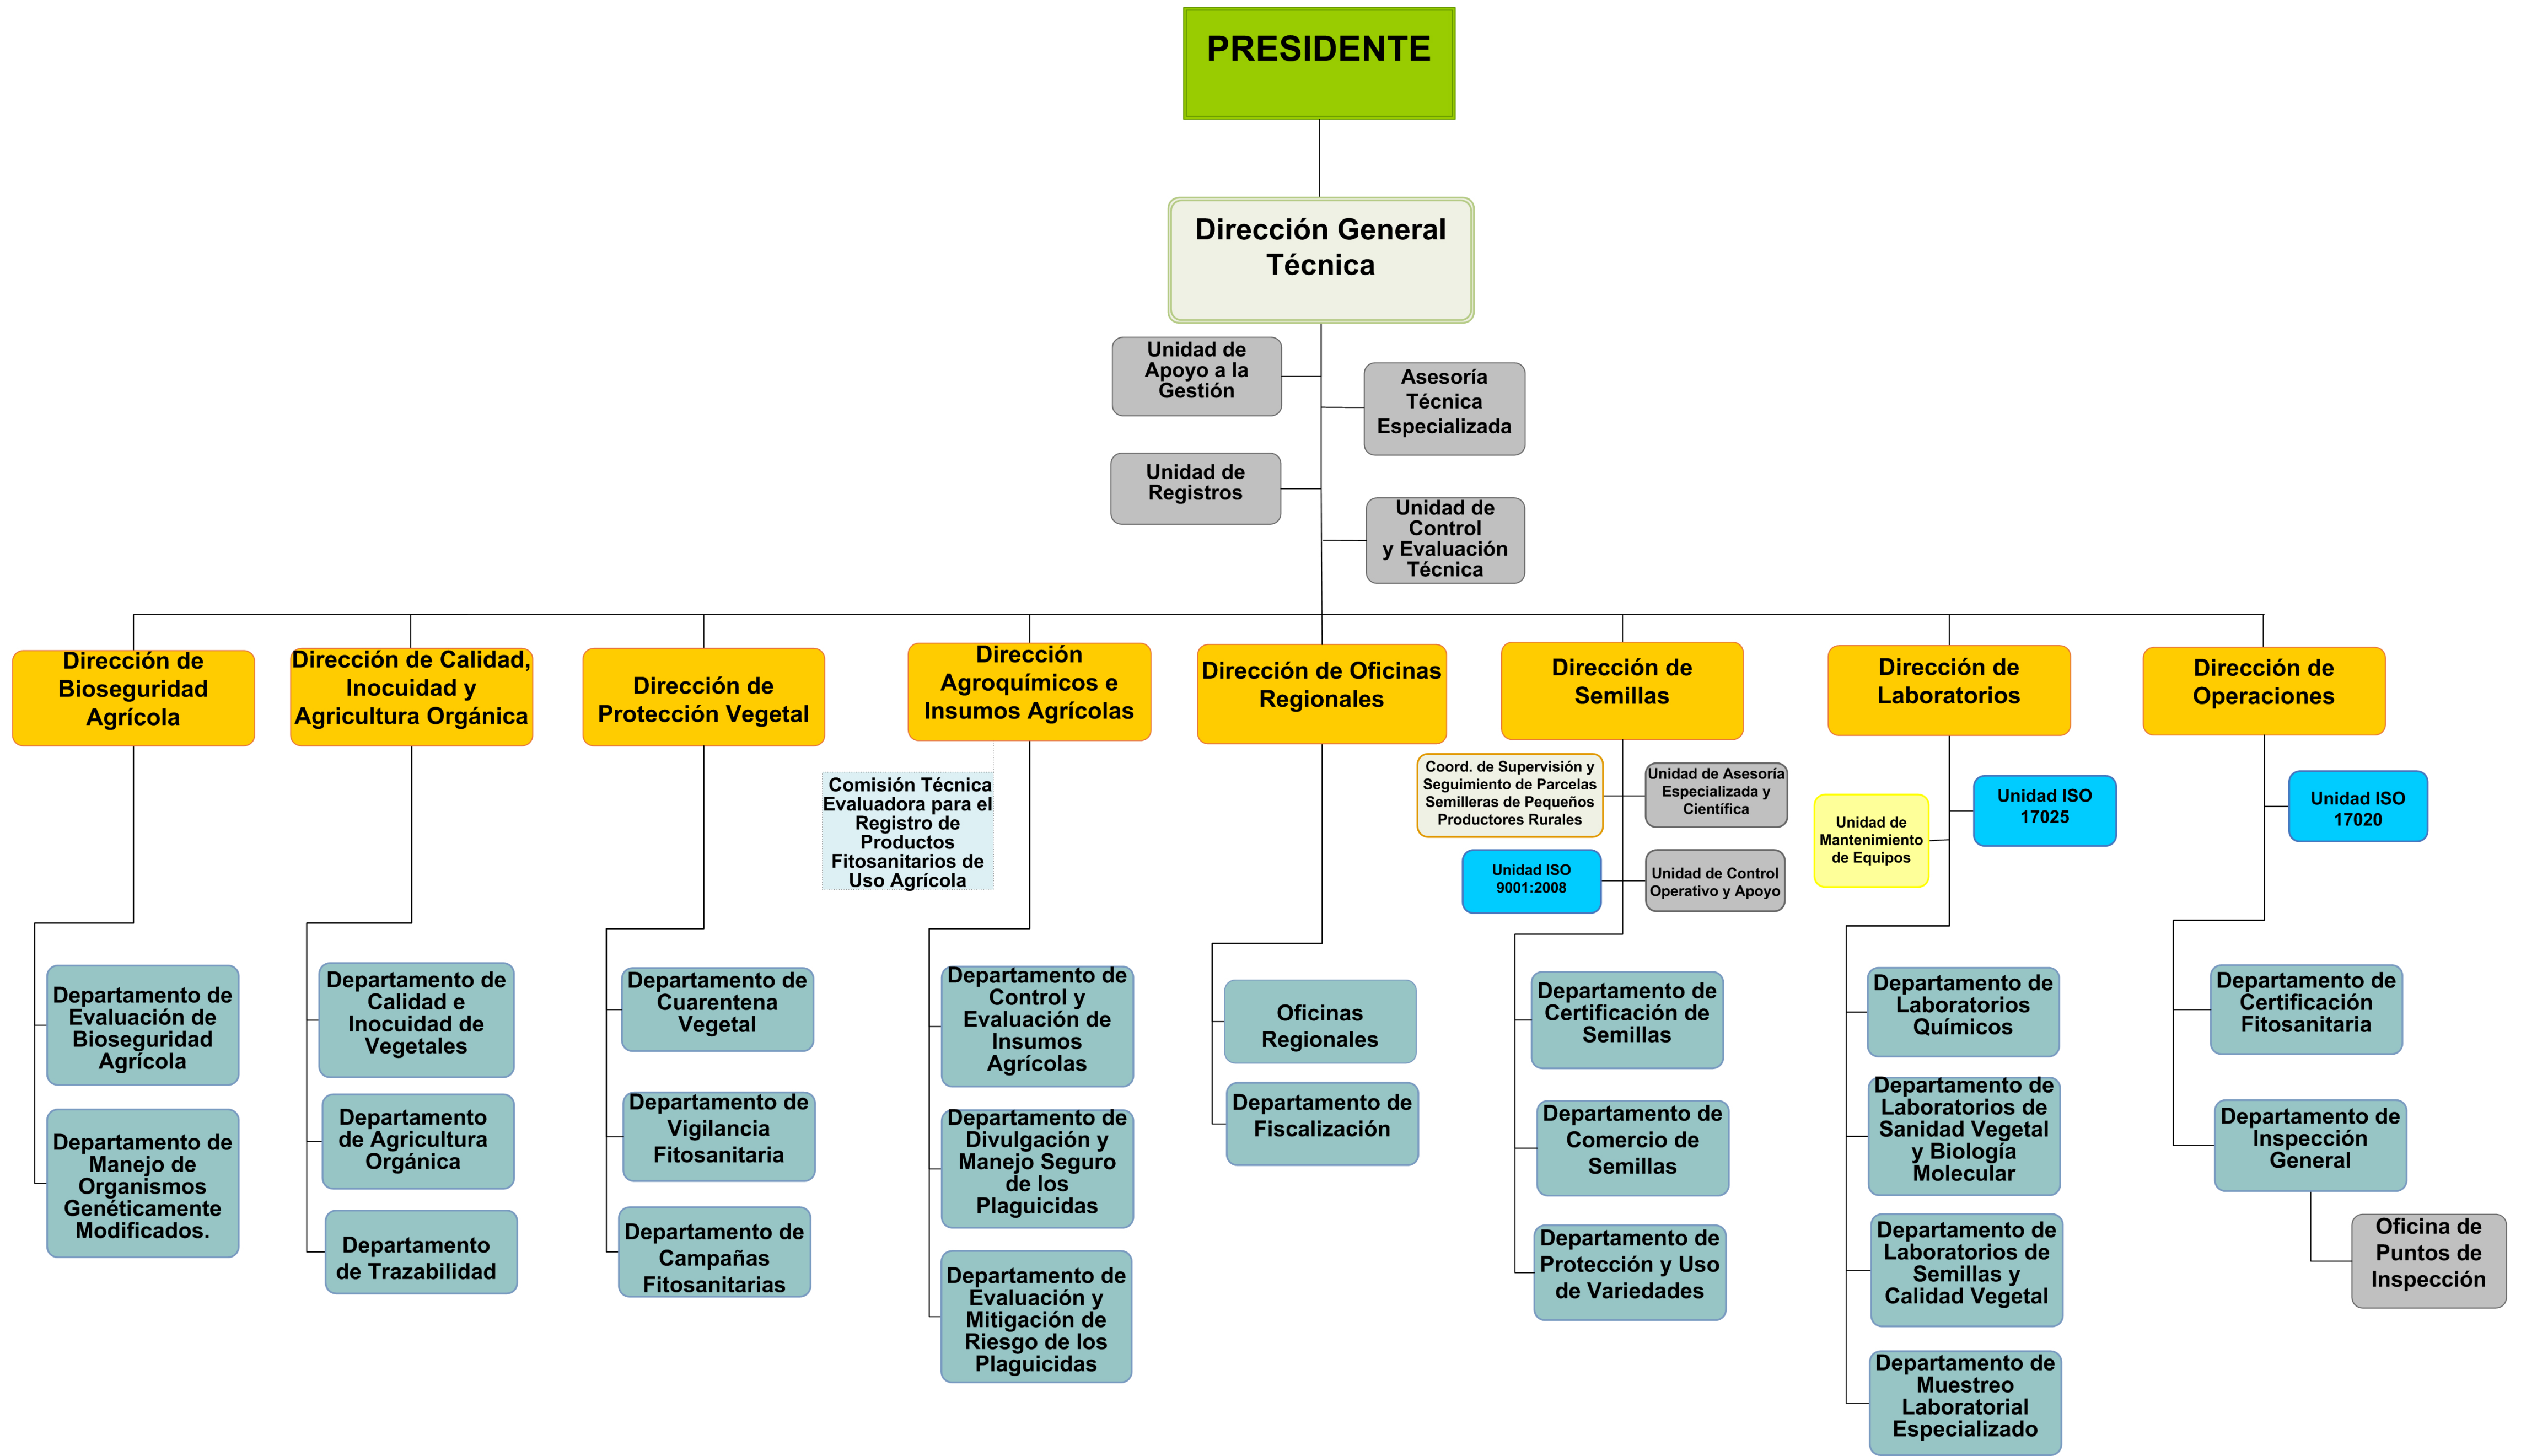 PRESIDENTE
Dirección General
Técnica
Unidad de
Apoyo a la
Gestión
Asesoría
Técnica
Especializada
Unidad de
Registros
Unidad de
Control
y Evaluación
Técnica
Dirección de
Bioseguridad
Agrícola
Dirección de Calidad,
Inocuidad y
Agricultura Orgánica
Dirección de
Protección Vegetal
Dirección
Agroquímicos e
Insumos Agrícolas
Dirección de Oficinas
Regionales
Dirección de
Semillas
Dirección de
Laboratorios
Dirección de
Operaciones
Comisión Técnica
Evaluadora para el
Registro de
Productos
Fitosanitarios de
Uso Agrícola
Coord. de Supervisión y
Seguimiento de Parcelas
Semilleras de Pequeños
Productores Rurales
Unidad de Asesoría
Especializada y
Científica
Unidad ISO
9001:2008
Unidad de Control
Operativo y Apoyo
Unidad de
Mantenimiento
de Equipos
Unidad ISO
17025
Unidad ISO
17020
Departamento de
Evaluación de
Bioseguridad
Agrícola
Departamento de
Manejo de
Organismos
Genéticamente
Modificados.
Departamento de
Calidad e
Inocuidad de
Vegetales
Departamento
de Agricultura
Orgánica
Departamento
de Trazabilidad
Departamento de
Cuarentena
Vegetal
Departamento de
Vigilancia
Fitosanitaria
Departamento de
Campañas
Fitosanitarias
Departamento de
Control y
Evaluación de
Insumos
Agrícolas
Departamento de
Divulgación y
Manejo Seguro
de los
Plaguicidas
Departamento de
Evaluación y
Mitigación de
Riesgo de los
Plaguicidas
Oficinas
Regionales
Departamento de
Fiscalización
Departamento de
Certificación de
Semillas
Departamento de
Comercio de
Semillas
Departamento de
Protección y Uso
de Variedades
Departamento de
Laboratorios
Químicos
Departamento de
Laboratorios de
Sanidad Vegetal
y Biología
Molecular
Departamento de
Laboratorios de
Semillas y
Calidad Vegetal
Departamento de
Muestreo
Laboratorial
Especializado
Departamento de
Certificación
Fitosanitaria
Departamento de
Inspección
General
Oficina de
Puntos de
Inspección